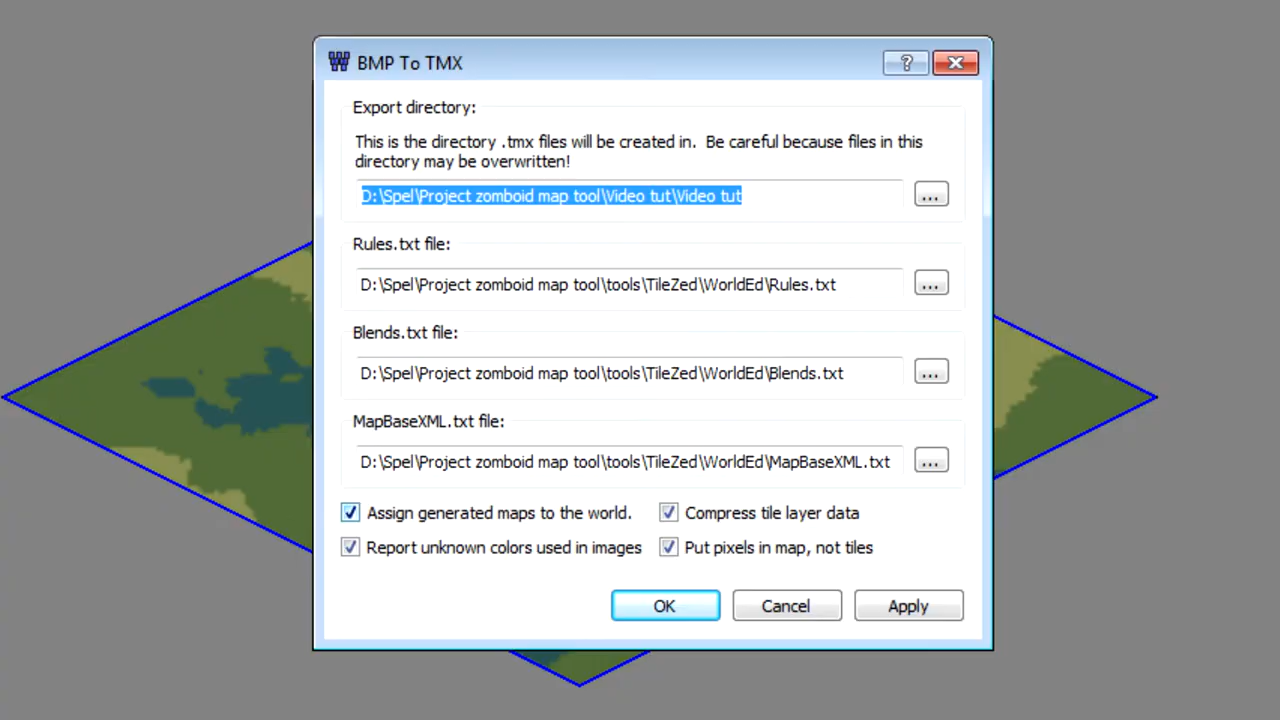 BMP To TMX
?
Export directory:
This is the directory .tmx files will be created in.  Be careful because files in this
directory may be overwritten!
D:\Spel\Project zomboid map tool\Video tut\Video tut
...
Rules.txt file:
D:\Spel\Project zomboid map tool\tools\TileZed\WorldEd\Rules.txt
...
Blends.txt file:
D:\Spel\Project zomboid map tool\tools\TileZed\WorldEd\Blends.txt
...
MapBaseXML.txt file:
D:\Spel\Project zomboid map tool\tools\TileZed\WorldEd\MapBaseXML.txt
...
Assign generated maps to the world. Compress tile layer data
Report unknown colors used in images Put pixels in map, not tiles
OK Cancel Apply